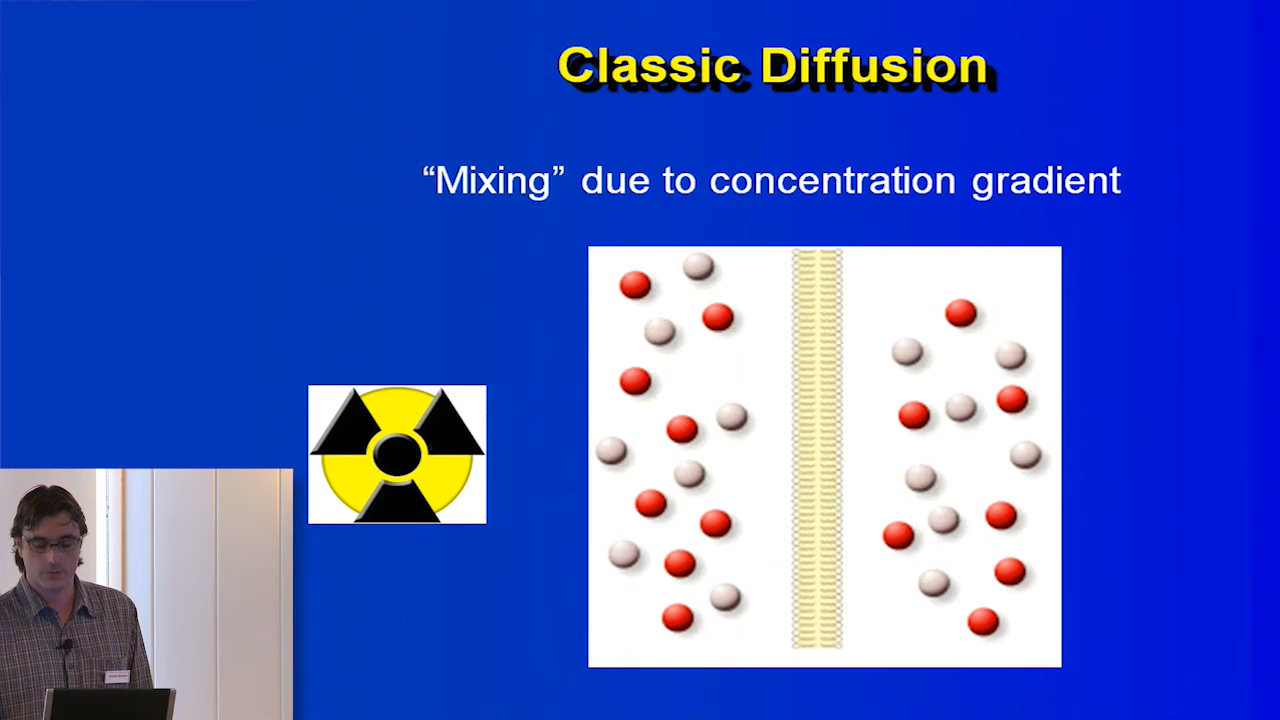 Classic Diffusion
“Mixing” due to concentration gradient